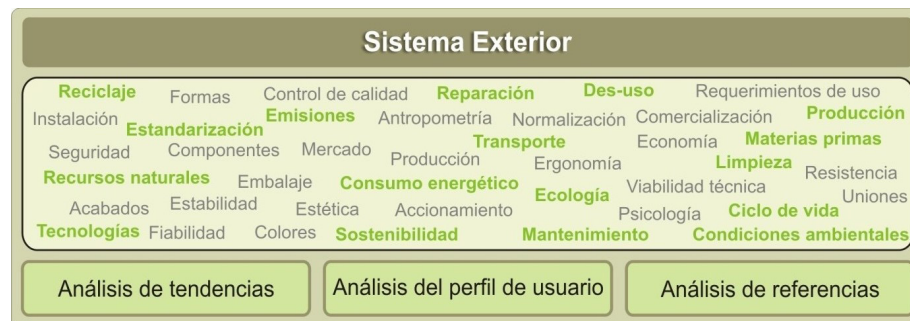 Sistema Exterior
Reciclaje Formas Control de calidad Reparación Des-uso Requerimientos de uso
Instalación Estandarización Emisiones Antropometría Normalización Comercialización Producción
Seguridad Componentes Mercado Producción Transporte Ergonomía Economía Materias primas
Recursos naturales Embalaje Consumo energético Ecología Viabilidad técnica Limpieza Resistencia
Acabados Estabilidad Estética Accionamiento Psicología Ciclo de vida Uniones
Tecnologías Fiabilidad Colores Sostenibilidad Mantenimiento Condiciones ambientales
Análisis de tendencias
Análisis del perfil de usuario
Análisis de referencias